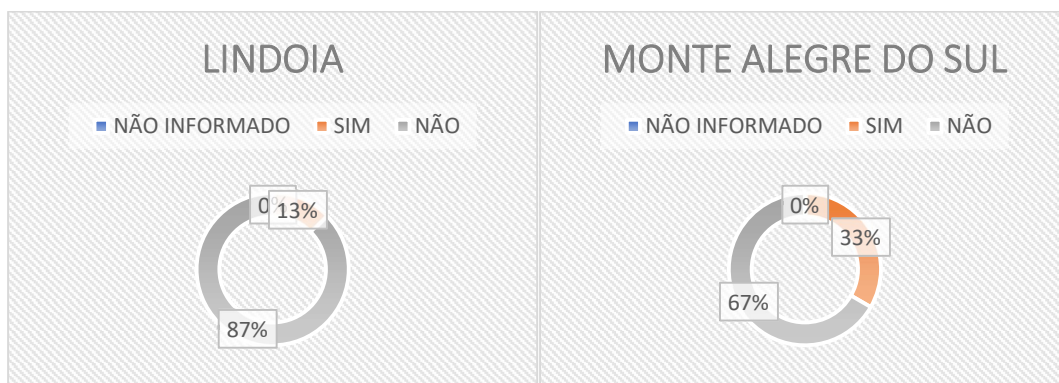 LINDOIA
NÃO INFORMADO SIM NÃO
0%
13%
87%
MONTE ALEGRE DO SUL
NÃO INFORMADO SIM NÃO
0%
33%
67%